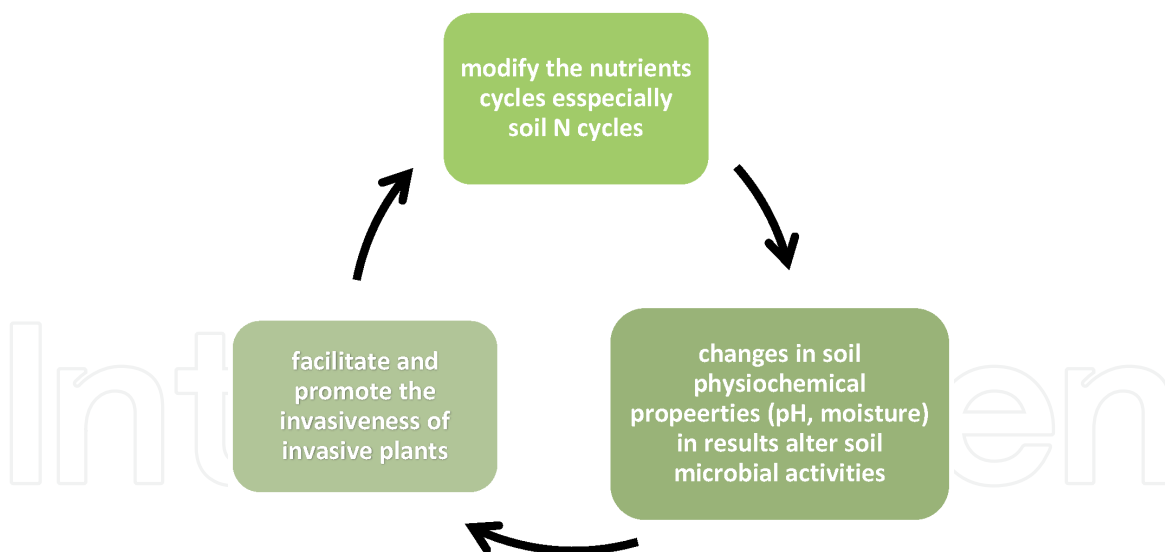 modify the nutrients
cycles esspecially
soil N cycles
changes in soil
physiochemical
propeerties (pH, moisture)
in results alter soil
microbial activities
facilitate and
promote the
invasiveness of
invasive plants